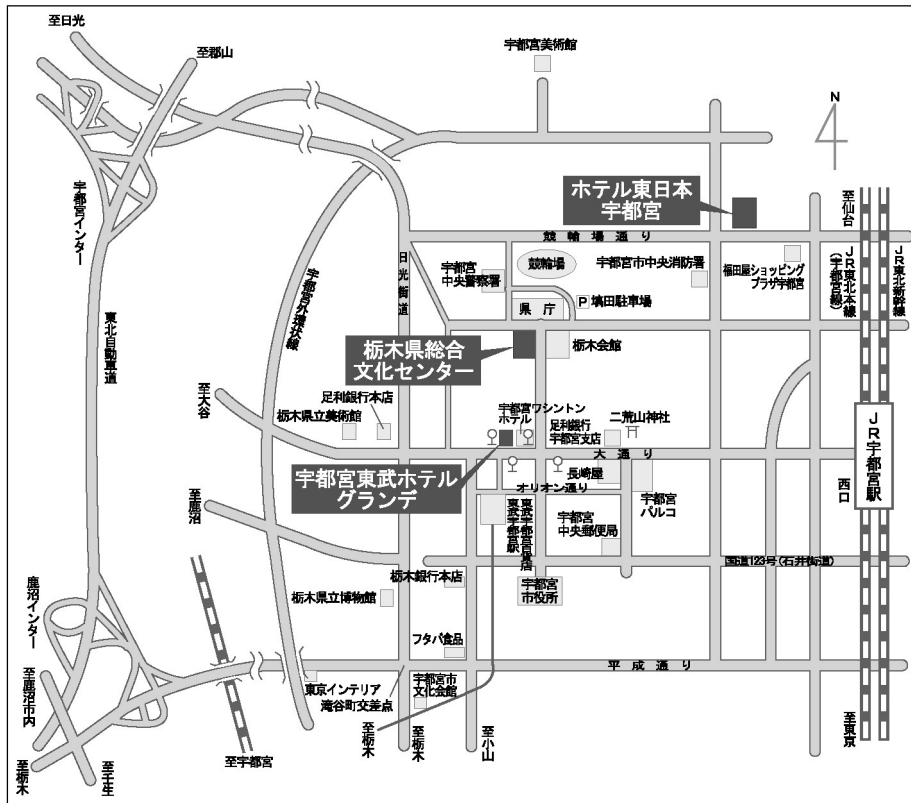 至日光
至郡山
宇都宮美術館
N
ホテル東日本
宇都宮
至仙台
宇都宮インター
競輪場通り
日光街道
宇都宮
中央警察署
競輪場
宇都宮市中央消防署
福田屋ショッピング
プラザ宇都宮
JR東北本線
(宇都宮線)
JR東北新幹線
宇都宮外環状線
県庁
P
塙田駐車場
東北自動車道
栃木県総合
文化センター
栃木会館
至大谷
足利銀行本店
栃木県立美術館
宇都宮ワシントン
ホテル
足利銀行
宇都宮支店
二荒山神社
大通り
JR宇都宮駅
西口
宇都宮東武ホテル
グランデ
長崎屋
オリオン通り
宇都宮
パルコ
至鹿沼
東武宇都宮百貨店
東武宇都宮駅
宇都宮
中央郵便局
国道123号(石井街道)
栃木銀行本店
鹿沼インター
栃木県立博物館
宇都宮
市役所
フタバ食品
平成通り
東京インテリア
滝谷町交差点
宇都宮市
文化会館
至鹿沼市内
至栃木
至栃木
至小山
至東京
至宇都宮
至栃木
至壬生